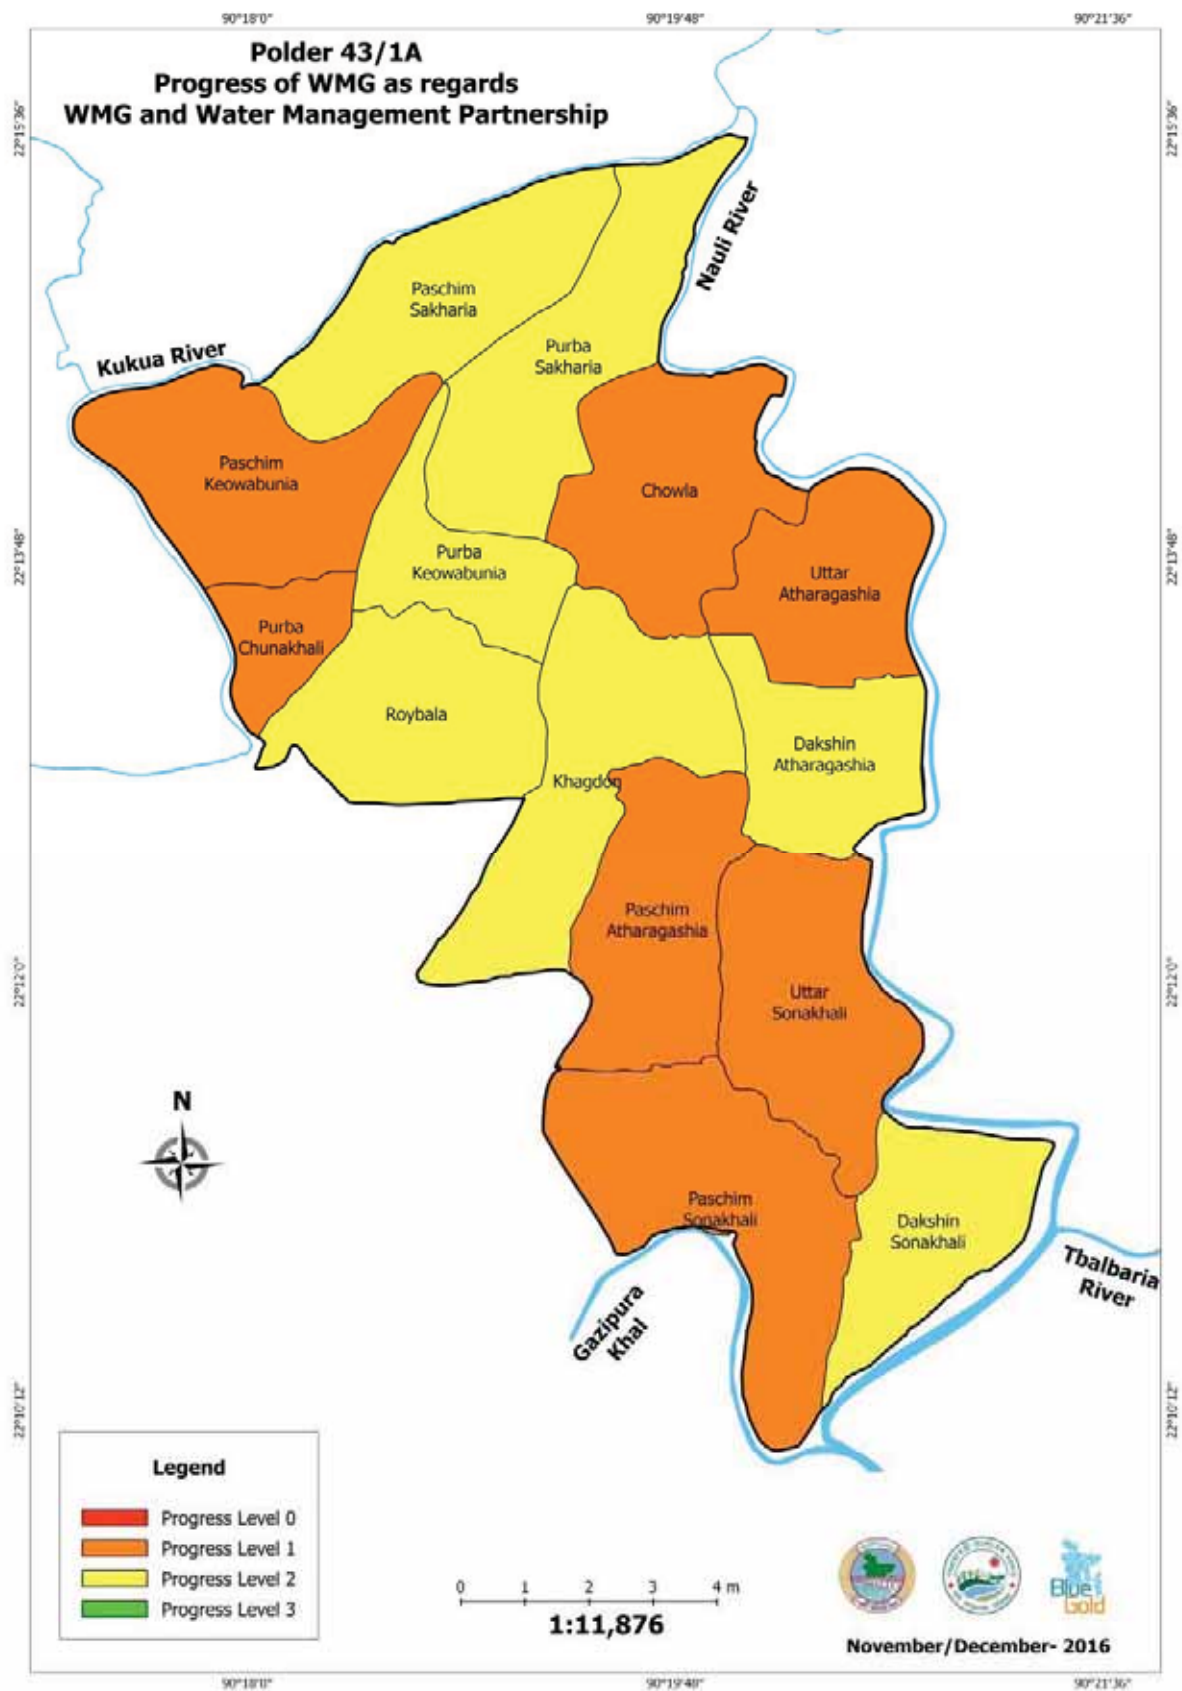 90°18'0"
90°19'48"
90°21'36"
Polder 43/1A
Progress of WMG as regards
WMG and Water Management Partnership
22°15'36"
22°15'36"
Nauli River
Paschim
Sakharia
Purba
Sakharia
Kukua River
Paschim
Keowabunia
Chowla
22°13'48"
22°13'48"
Purba
Keowabunia
Uttar
Atharagashia
Purba
Chunakhali
Roybala
Dakshin
Atharagashia
Khagdon
Paschim
Atharagashia
22°12'0"
22°12'0"
Uttar
Sonakhali
N
Paschim
Sonakhali
Dakshin
Sonakhali
Tbalbaria
River
Gazipura
Khal
22°10'12"
22°10'12"
Legend
Progress Level 0
Progress Level 1
Progress Level 2
Progress Level 3
0 1 2 3 4 m
1:11,876
Blue
Gold
November/December- 2016
90°18'0"
90°19'48"
90°21'36"